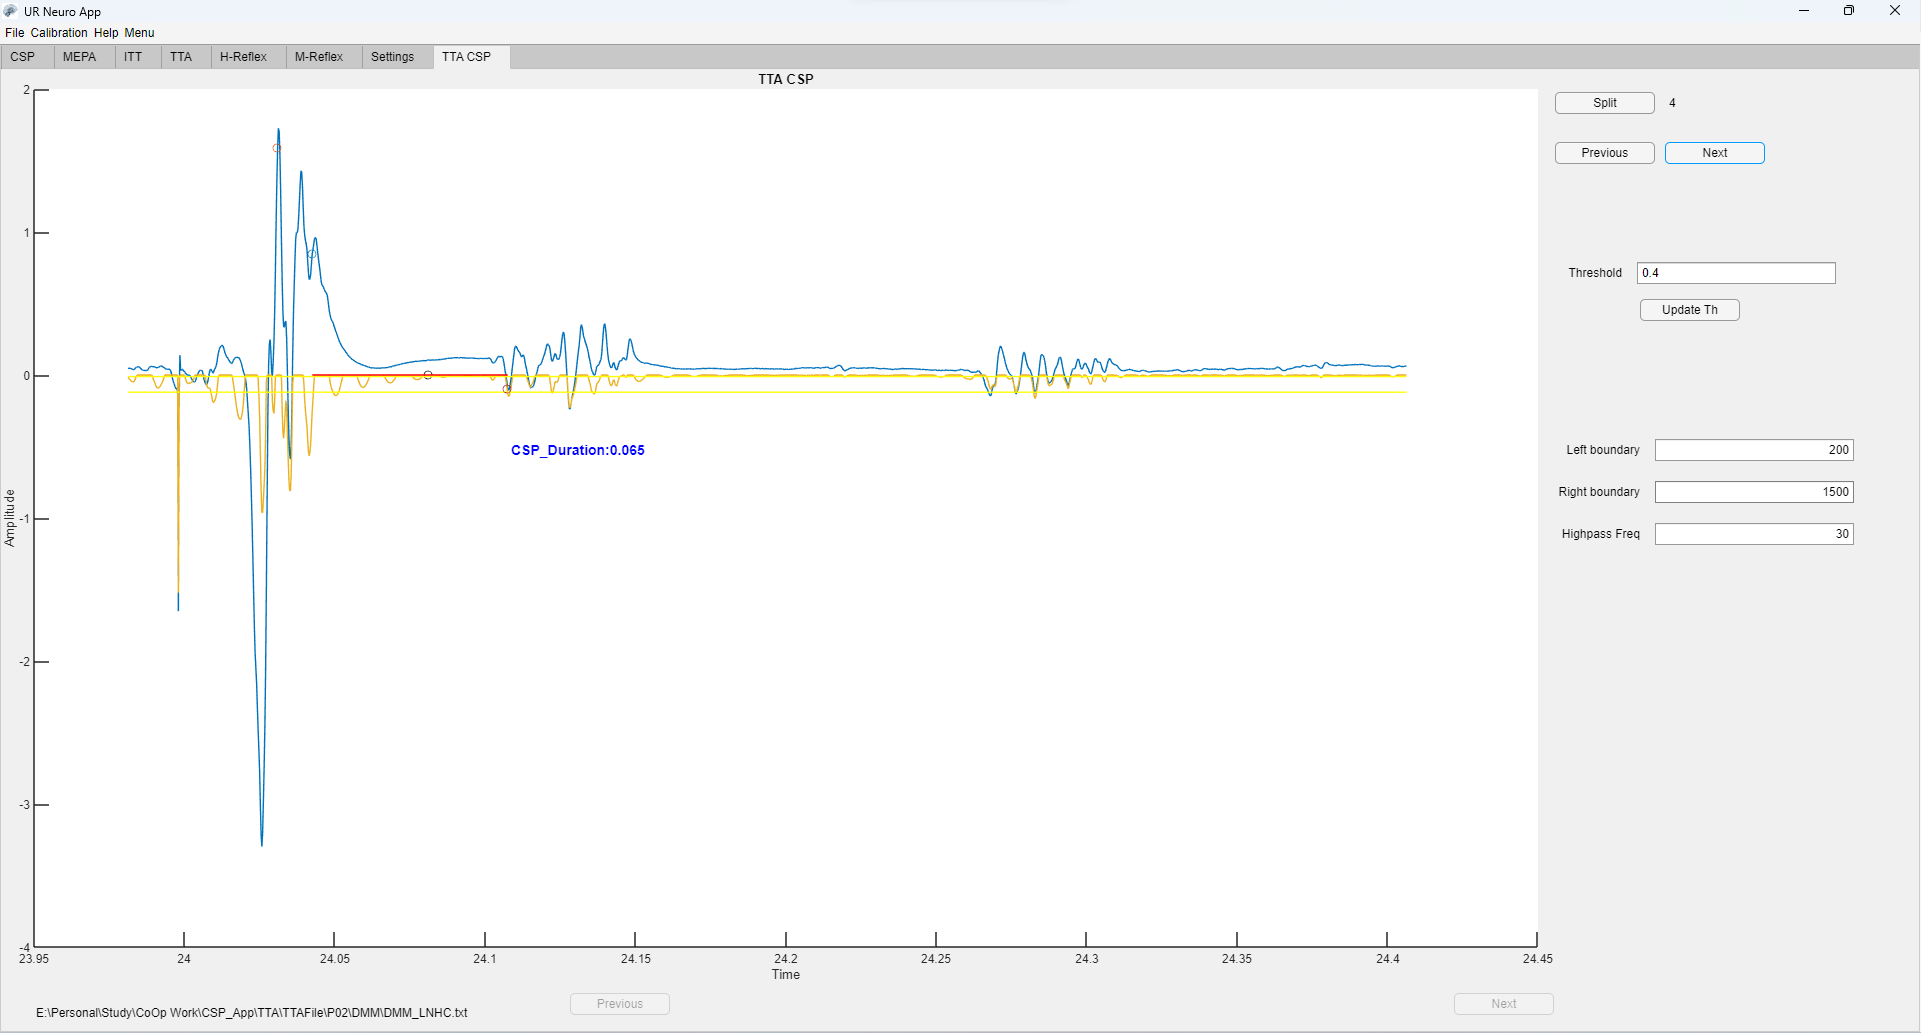 UR Neuro App
File Calibration Help Menu
CSP MEPA ITT TTA H-Reflex M-Reflex Settings TTA CSP
TTA CSP
2
1
0
-1
-2
-3
-4
Amplitude
CSP_Duration:0.065
23.95 24 24.05 24.1 24.15 24.2 24.25 24.3 24.35 24.4 24.45
Time
Split 4
Previous Next
Threshold 0.4
Update Th
Left boundary 200
Right boundary 1500
Highpass Freq 30
Previous Next
E:\Personal\Study\CoOp Work\CSP_App\TTA\TTAFile\P02\DMM\DMM_LNHC.txt